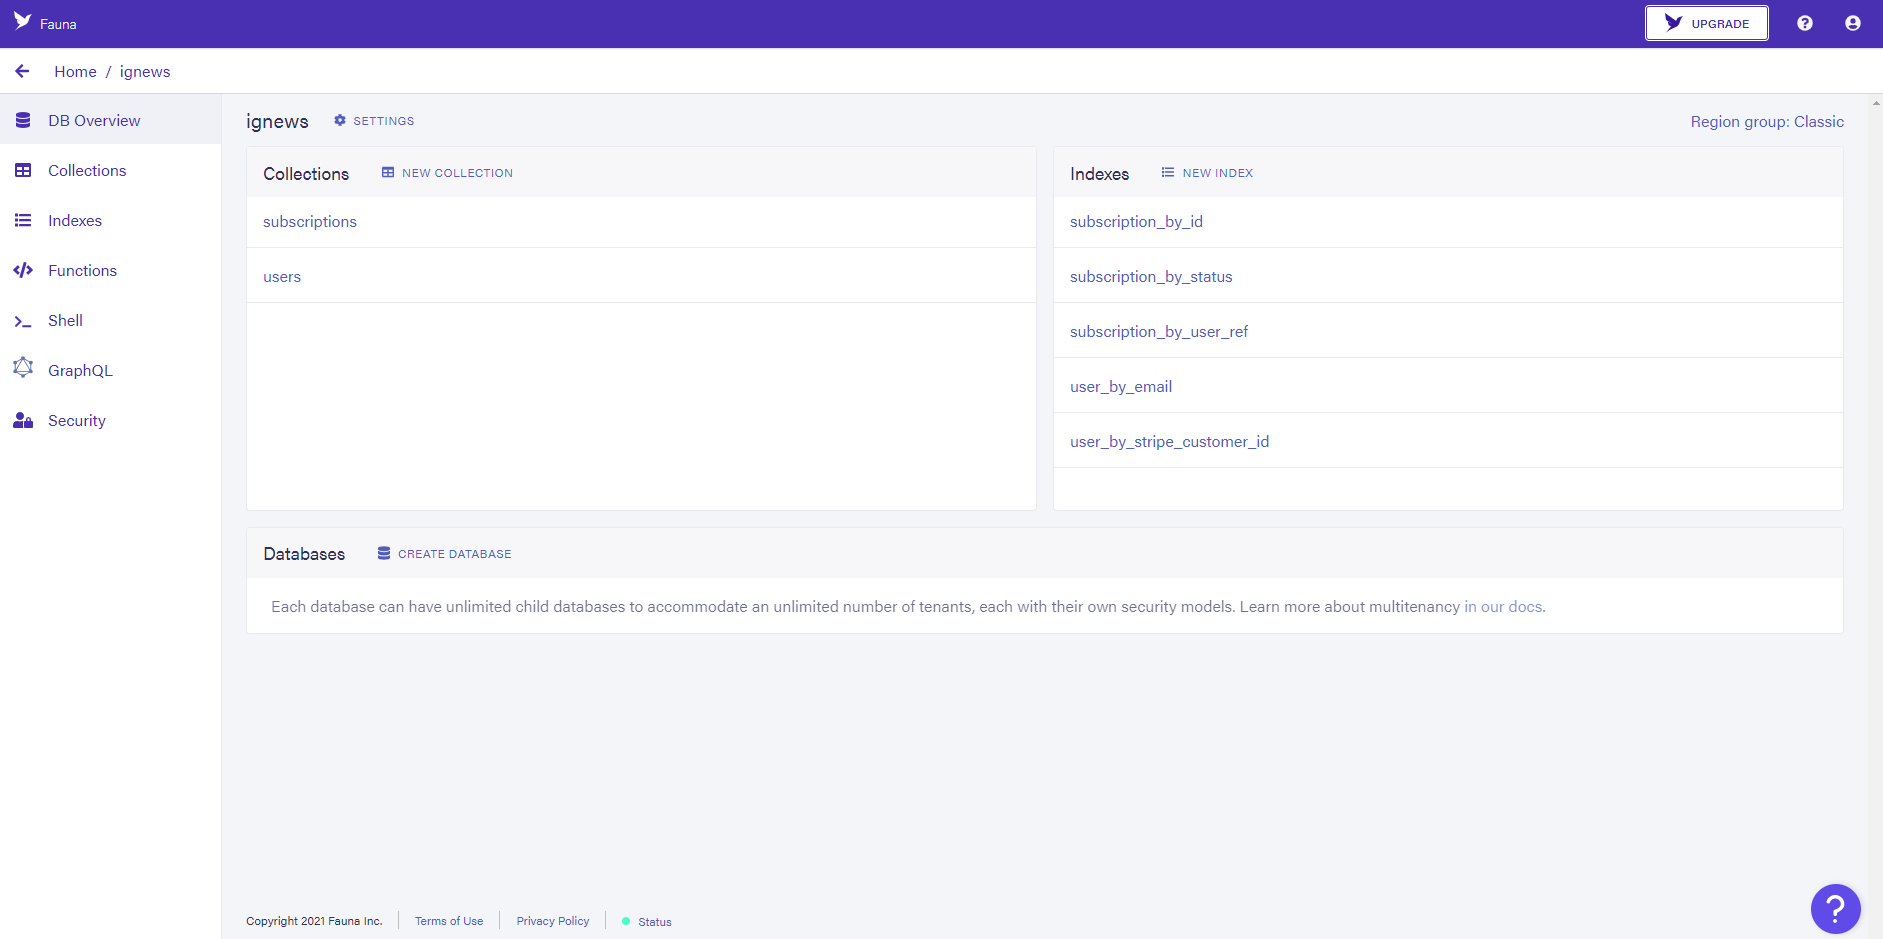 Fauna
UPGRADE
Home / ignews
DB Overview
Collections
Indexes
Functions
Shell
GraphQL
Security
ignews SETTINGS
Region group: Classic
Collections NEW COLLECTION
subscriptions
users
Indexes NEW INDEX
subscription_by_id
subscription_by_status
subscription_by_user_ref
user_by_email
user_by_stripe_customer_id
Databases CREATE DATABASE
Each database can have unlimited child databases to accommodate an unlimited number of tenants, each with their own security models. Learn more about multitenancy in our docs.
Copyright 2021 Fauna Inc. Terms of Use Privacy Policy Status